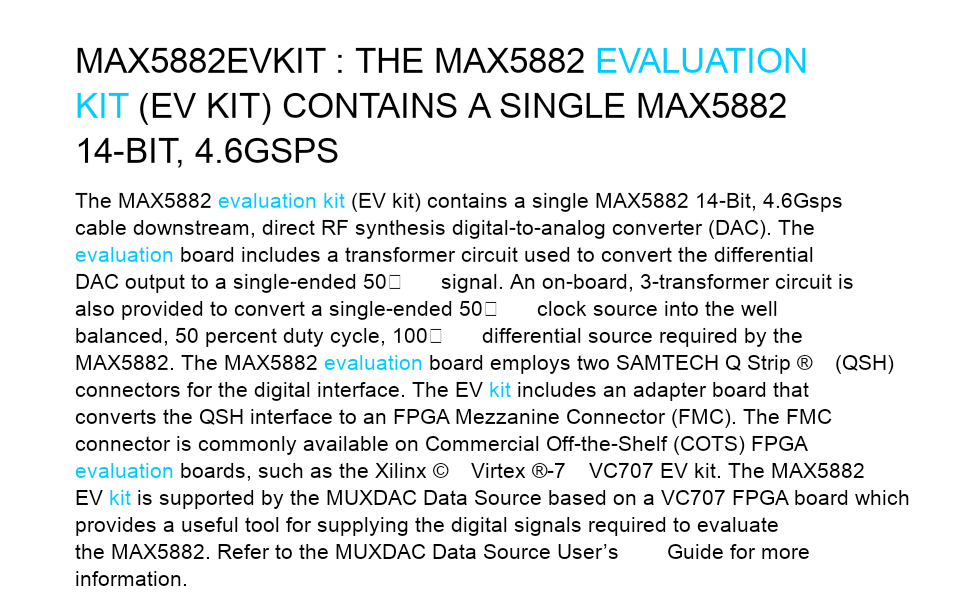 MAX5882EVKIT : THE MAX5882 EVALUATION
KIT (EV KIT) CONTAINS A SINGLE MAX5882
14-BIT, 4.6GSPS
The MAX5882 evaluation kit (EV kit) contains a single MAX5882 14-Bit, 4.6Gsps
cable downstream, direct RF synthesis digital-to-analog converter (DAC). The
evaluation board includes a transformer circuit used to convert the differential
DAC output to a single-ended 50□ signal. An on-board, 3-transformer circuit is
also provided to convert a single-ended 50□ clock source into the well
balanced, 50 percent duty cycle, 100□ differential source required by the
MAX5882. The MAX5882 evaluation board employs two SAMTECH Q Strip ® (QSH)
connectors for the digital interface. The EV kit includes an adapter board that
converts the QSH interface to an FPGA Mezzanine Connector (FMC). The FMC
connector is commonly available on Commercial Off-the-Shelf (COTS) FPGA
evaluation boards, such as the Xilinx © Virtex ®-7 VC707 EV kit. The MAX5882
EV kit is supported by the MUXDAC Data Source based on a VC707 FPGA board which
provides a useful tool for supplying the digital signals required to evaluate
the MAX5882. Refer to the MUXDAC Data Source User’s Guide for more
information.